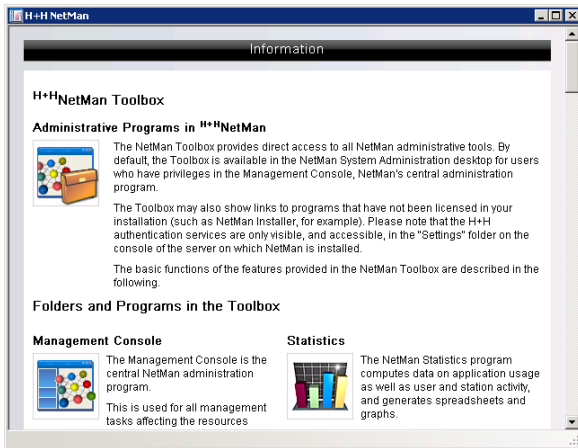 H+H NetMan
Information
H+HNetMan Toolbox
Administrative Programs in H+HNetMan
The NetMan Toolbox provides direct access to all NetMan administrative tools. By
default, the Toolbox is available in the NetMan System Administration desktop for users
who have privileges in the Management Console, NetMan's central administration
program.
The Toolbox may also show links to programs that have not been licensed in your
installation (such as NetMan Installer, for example). Please note that the H+H
authentication services are only visible, and accessible, in the "Settings" folder on the
console of the server on which NetMan is installed.
The basic functions of the features provided in the NetMan Toolbox are described in the
following.
Folders and Programs in the Toolbox
Management Console
The Management Console is the
central NetMan administration
program.
This is used for all management
tasks affecting the resources
Statistics
The NetMan Statistics program
computes data on application usage
as well as user and station activity,
and generates spreadsheets and
graphs.